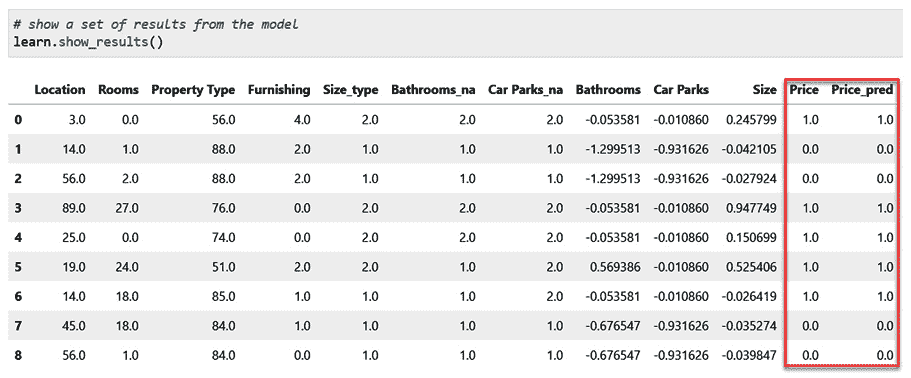 # show a set of results from the model
learn.show_results()
Location Rooms Property Type Furnishing Size_type Bathrooms_na Car Parks_na Bathrooms Car Parks Size Price Price_pred
0 3.0 0.0 56.0 4.0 2.0 2.0 2.0 -0.053581 -0.010860 0.245799 1.0 1.0
1 14.0 1.0 88.0 2.0 1.0 1.0 1.0 -1.299513 -0.931626 -0.042105 0.0 0.0
2 56.0 2.0 88.0 2.0 1.0 1.0 1.0 -1.299513 -0.931626 -0.027924 0.0 0.0
3 89.0 27.0 76.0 0.0 2.0 2.0 2.0 -0.053581 -0.010860 0.947749 1.0 1.0
4 25.0 0.0 74.0 0.0 2.0 2.0 2.0 -0.053581 -0.010860 0.150699 1.0 1.0
5 19.0 24.0 51.0 2.0 2.0 1.0 2.0 0.569386 -0.010860 0.525406 1.0 1.0
6 14.0 18.0 85.0 1.0 1.0 1.0 2.0 -0.053581 -0.010860 -0.026419 1.0 1.0
7 45.0 18.0 84.0 1.0 1.0 1.0 1.0 -0.676547 -0.931626 -0.035274 0.0 0.0
8 56.0 1.0 84.0 0.0 1.0 1.0 1.0 -0.676547 -0.931626 -0.039847 0.0 0.0